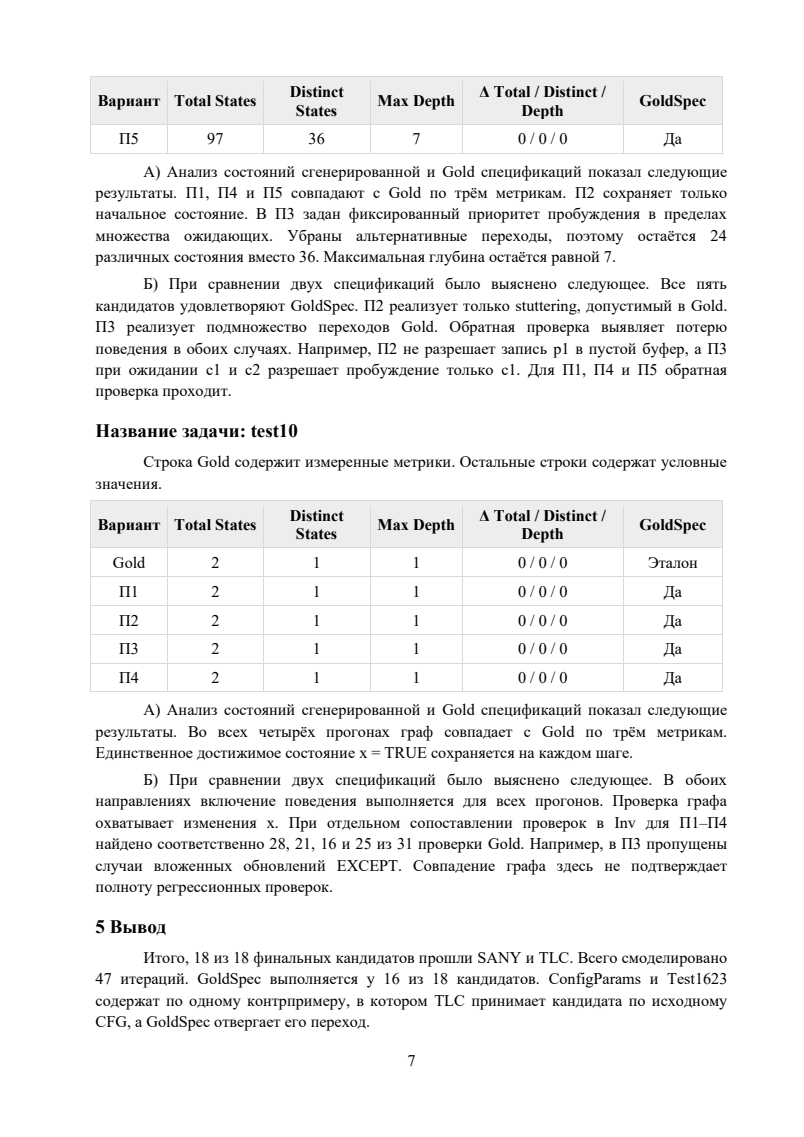 Вариант Total States Distinct States Max Depth Δ Total / Distinct / Depth GoldSpec
П5 97 36 7 0 / 0 / 0 Да
А) Анализ состояний сгенерированной и Gold спецификаций показал следующие
результаты. П1, П4 и П5 совпадают с Gold по трём метрикам. П2 сохраняет только
начальное состояние. В П3 задан фиксированный приоритет пробуждения в пределах
множества ожидающих. Убраны альтернативные переходы, поэтому остаётся 24
различных состояния вместо 36. Максимальная глубина остаётся равной 7.
Б) При сравнении двух спецификаций было выяснено следующее. Все пять
кандидатов удовлетворяют GoldSpec. П2 реализует только stuttering, допустимый в Gold.
П3 реализует подмножество переходов Gold. Обратная проверка выявляет потерю
поведения в обоих случаях. Например, П2 не разрешает запись p1 в пустой буфер, а П3
при ожидании c1 и c2 разрешает пробуждение только c1. Для П1, П4 и П5 обратная
проверка проходит.
Название задачи: test10
Строка Gold содержит измеренные метрики. Остальные строки содержат условные
значения.
Вариант Total States Distinct States Max Depth Δ Total / Distinct / Depth GoldSpec
Gold 2 1 1 0 / 0 / 0 Эталон
П1 2 1 1 0 / 0 / 0 Да
П2 2 1 1 0 / 0 / 0 Да
П3 2 1 1 0 / 0 / 0 Да
П4 2 1 1 0 / 0 / 0 Да
А) Анализ состояний сгенерированной и Gold спецификаций показал следующие
результаты. Во всех четырёх прогонах граф совпадает с Gold по трём метрикам.
Единственное достижимое состояние x = TRUE сохраняется на каждом шаге.
Б) При сравнении двух спецификаций было выяснено следующее. В обоих
направлениях включение поведения выполняется для всех прогонов. Проверка графа
охватывает изменения x. При отдельном сопоставлении проверок в Inv для П1–П4
найдено соответственно 28, 21, 16 и 25 из 31 проверки Gold. Например, в П3 пропущены
случаи вложенных обновлений EXCEPT. Совпадение графа здесь не подтверждает
полноту регрессионных проверок.
5 Вывод
Итого, 18 из 18 финальных кандидатов прошли SANY и TLC. Всего смоделировано
47 итераций. GoldSpec выполняется у 16 из 18 кандидатов. ConfigParams и Test1623
содержат по одному контрпримеру, в котором TLC принимает кандидата по исходному
CFG, а GoldSpec отвергает его переход.
7